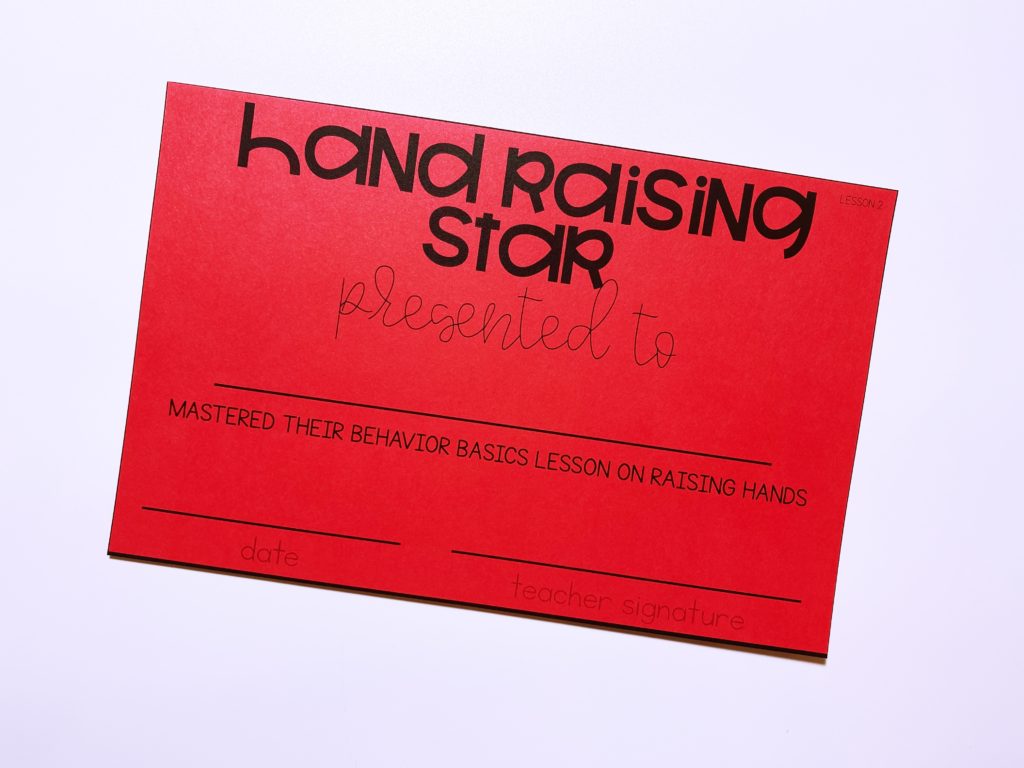 LESSON 2
hand Raising
star
presented to
MASTERED THEIR BEHAVIOR BASICS LESSON ON RAISING HANDS
date
teacher signature